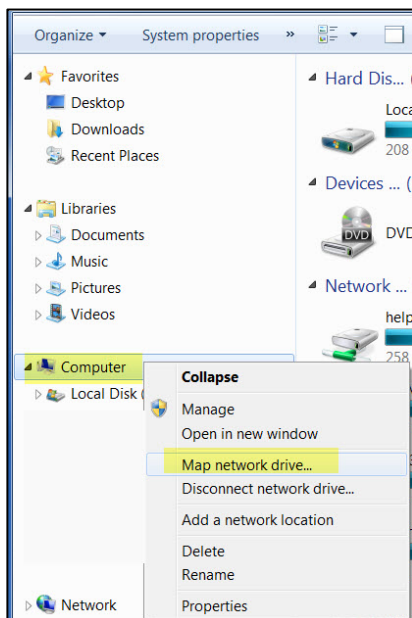 Organize System properties »
Favorites
Desktop
Downloads
Recent Places
Libraries
Documents
Music
Pictures
Videos
Computer
Local Disk (
Network
Collapse
Manage
Open in new window
Map network drive...
Disconnect network drive...
Add a network location
Delete
Rename
Properties
Hard Dis... (
Loca
208
Devices ... (
DVD
DVD
Network ...
help
258